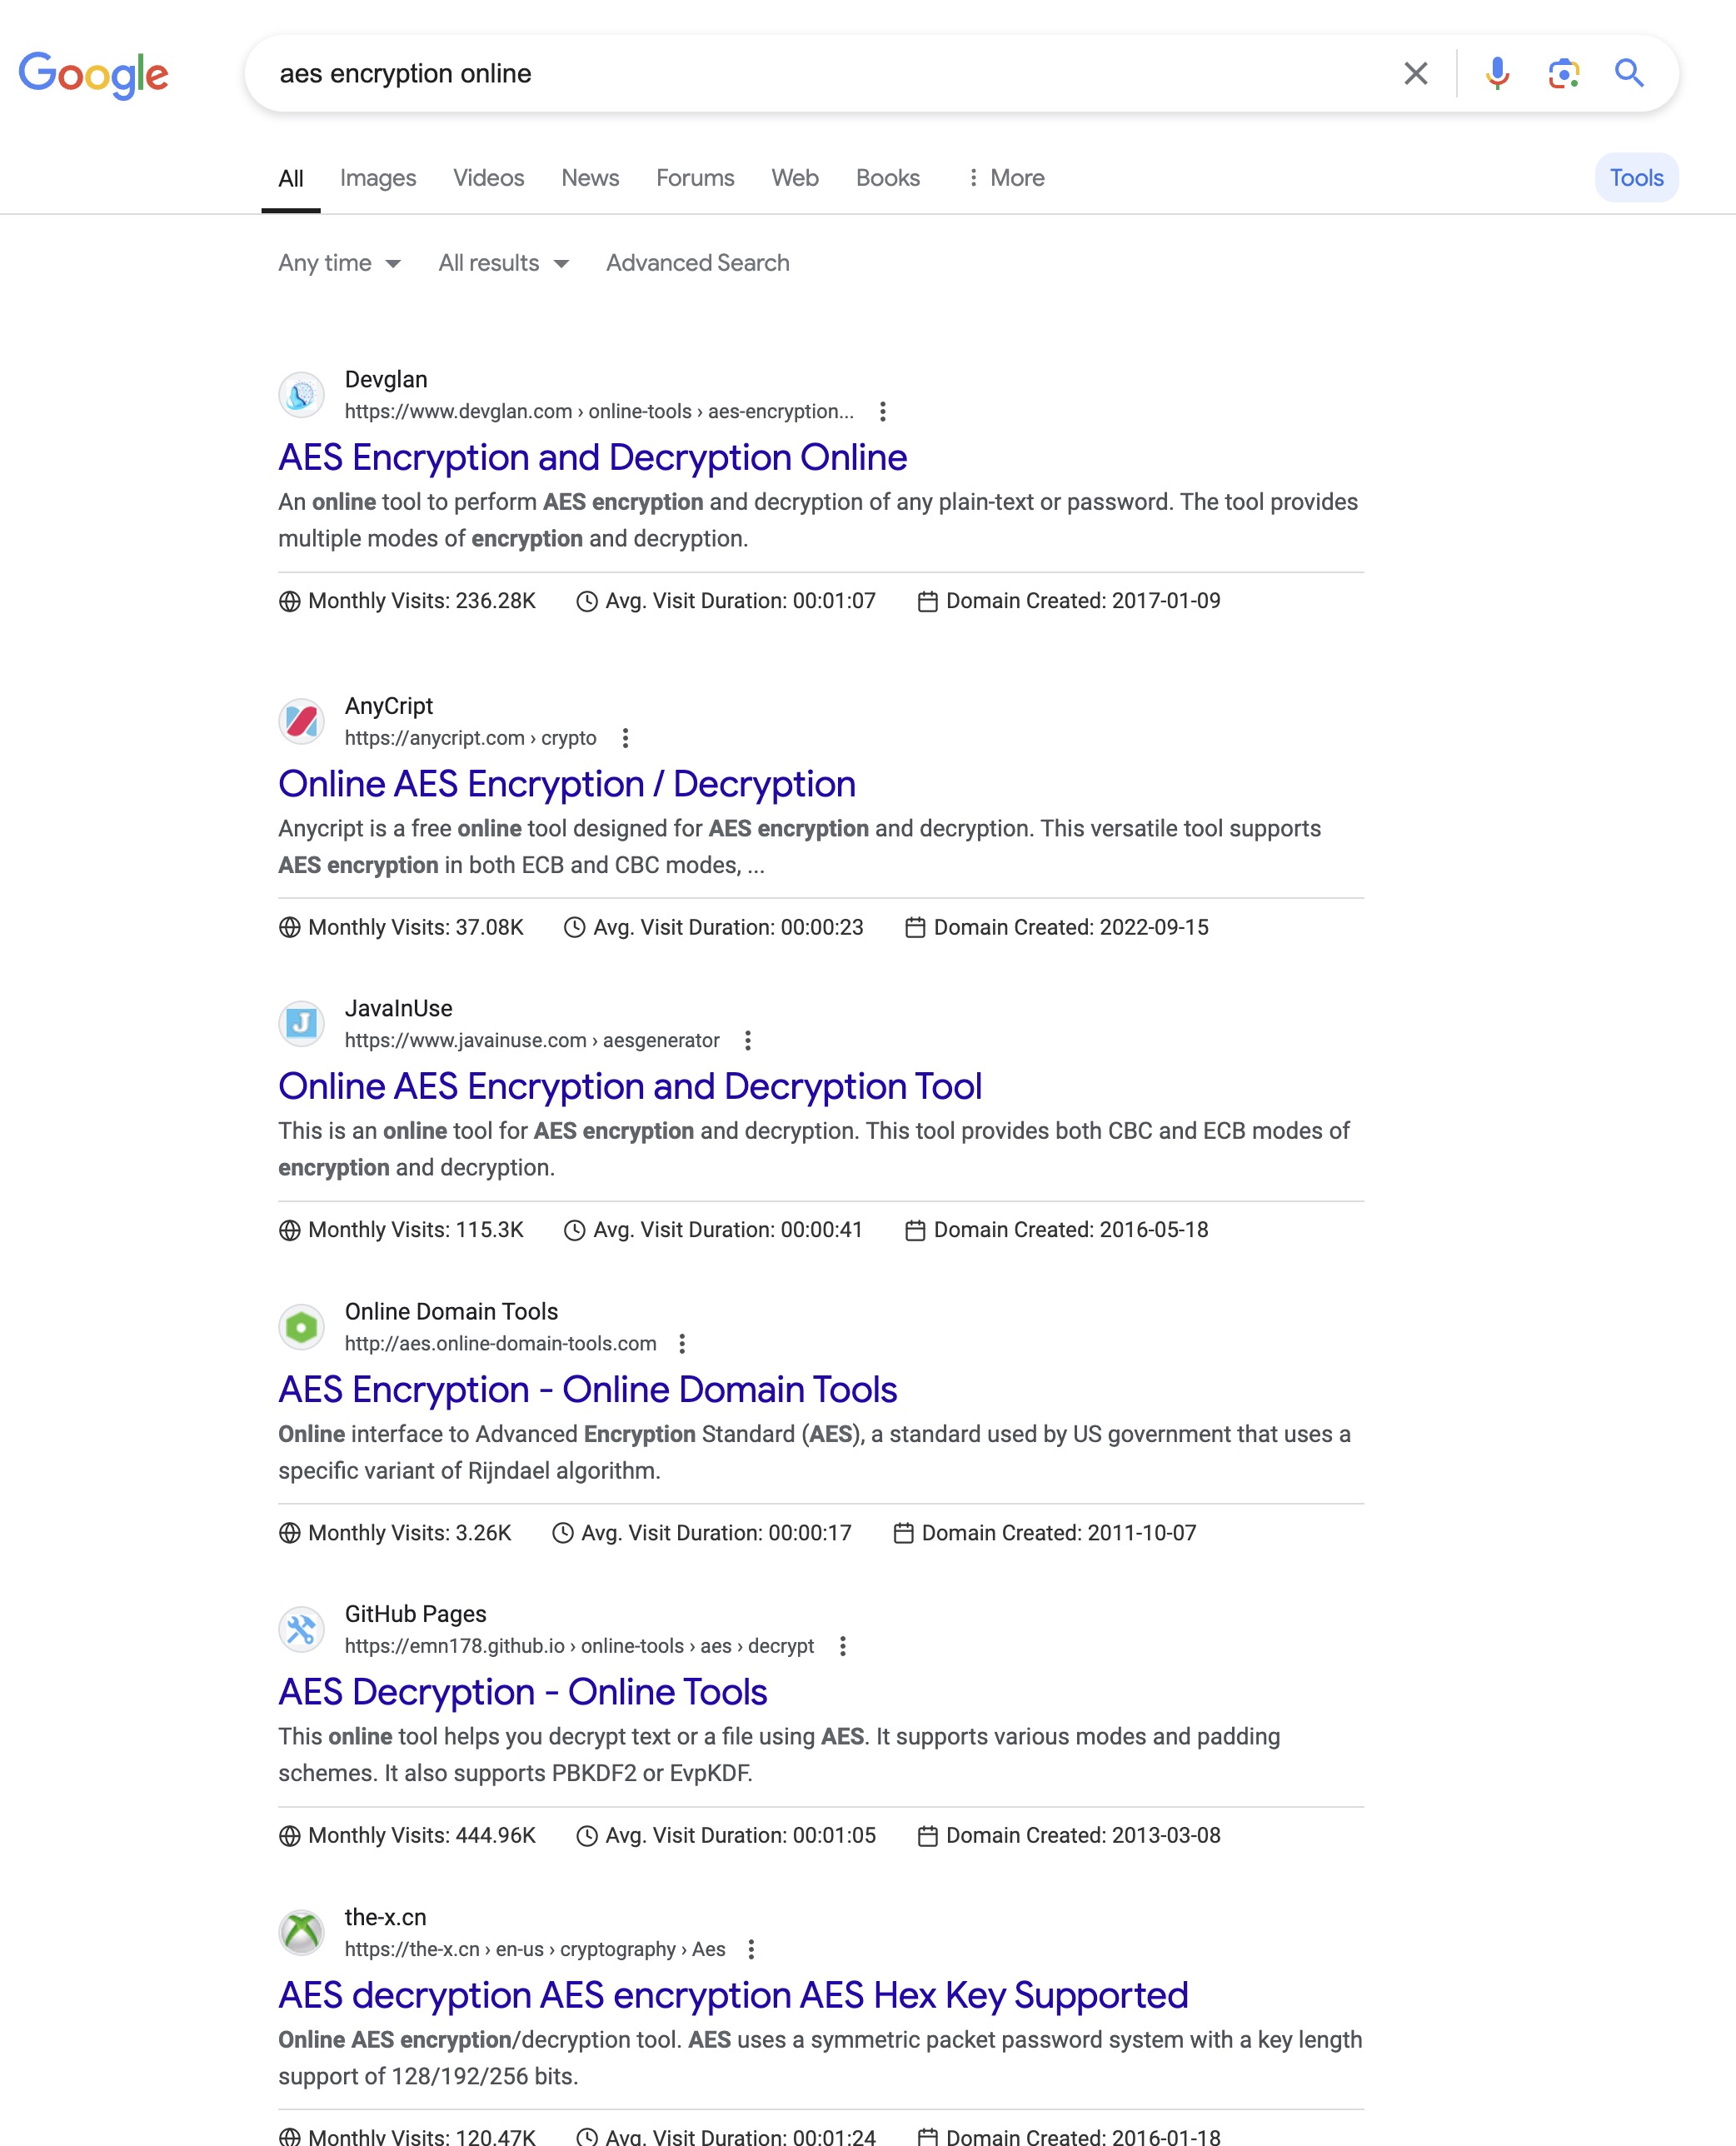 Google
aes encryption online
All Images Videos News Forums Web Books More Tools
Any time All results Advanced Search
Devglan
https://www.devglan.com › online-tools › aes-encryption...
AES Encryption and Decryption Online
An online tool to perform AES encryption and decryption of any plain-text or password. The tool provides
multiple modes of encryption and decryption.
Monthly Visits: 236.28K Avg. Visit Duration: 00:01:07 Domain Created: 2017-01-09
AnyCript
https://anycript.com › crypto
Online AES Encryption / Decryption
Anycript is a free online tool designed for AES encryption and decryption. This versatile tool supports
AES encryption in both ECB and CBC modes, ...
Monthly Visits: 37.08K Avg. Visit Duration: 00:00:23 Domain Created: 2022-09-15
J
JavaInUse
https://www.javainuse.com › aesgenerator
Online AES Encryption and Decryption Tool
This is an online tool for AES encryption and decryption. This tool provides both CBC and ECB modes of
encryption and decryption.
Monthly Visits: 115.3K Avg. Visit Duration: 00:00:41 Domain Created: 2016-05-18
Online Domain Tools
http://aes.online-domain-tools.com
AES Encryption - Online Domain Tools
Online interface to Advanced Encryption Standard (AES), a standard used by US government that uses a
specific variant of Rijndael algorithm.
Monthly Visits: 3.26K Avg. Visit Duration: 00:00:17 Domain Created: 2011-10-07
GitHub Pages
https://emn178.github.io › online-tools › aes › decrypt
AES Decryption - Online Tools
This online tool helps you decrypt text or a file using AES. It supports various modes and padding
schemes. It also supports PBKDF2 or EvpKDF.
Monthly Visits: 444.96K Avg. Visit Duration: 00:01:05 Domain Created: 2013-03-08
the-x.cn
https://the-x.cn › en-us › cryptography › Aes
AES decryption AES encryption AES Hex Key Supported
Online AES encryption/decryption tool. AES uses a symmetric packet password system with a key length
support of 128/192/256 bits.
Monthly Visits: 120.47K Avg. Visit Duration: 00:01:24 Domain Created: 2016-01-18